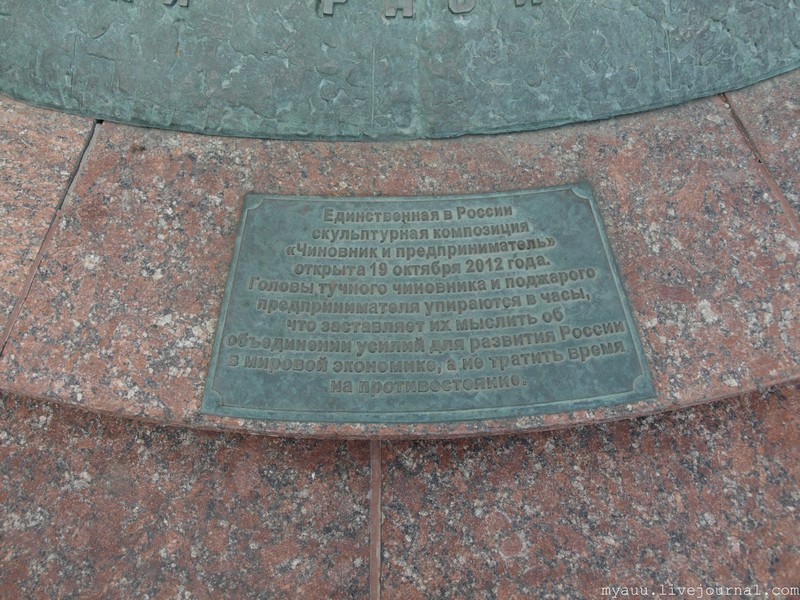 Единственная в России
скульптурная композиция
«Чиновник и предприниматель»
открыта 19 октября 2012 года.
Головы тучного чиновника и поджарого
предпринимателя упираются в часы,
что заставляет их мыслить об
объединении усилий для развития России
в мировой экономике, а не тратить время
на противостояние.
myauu.livejournal.com